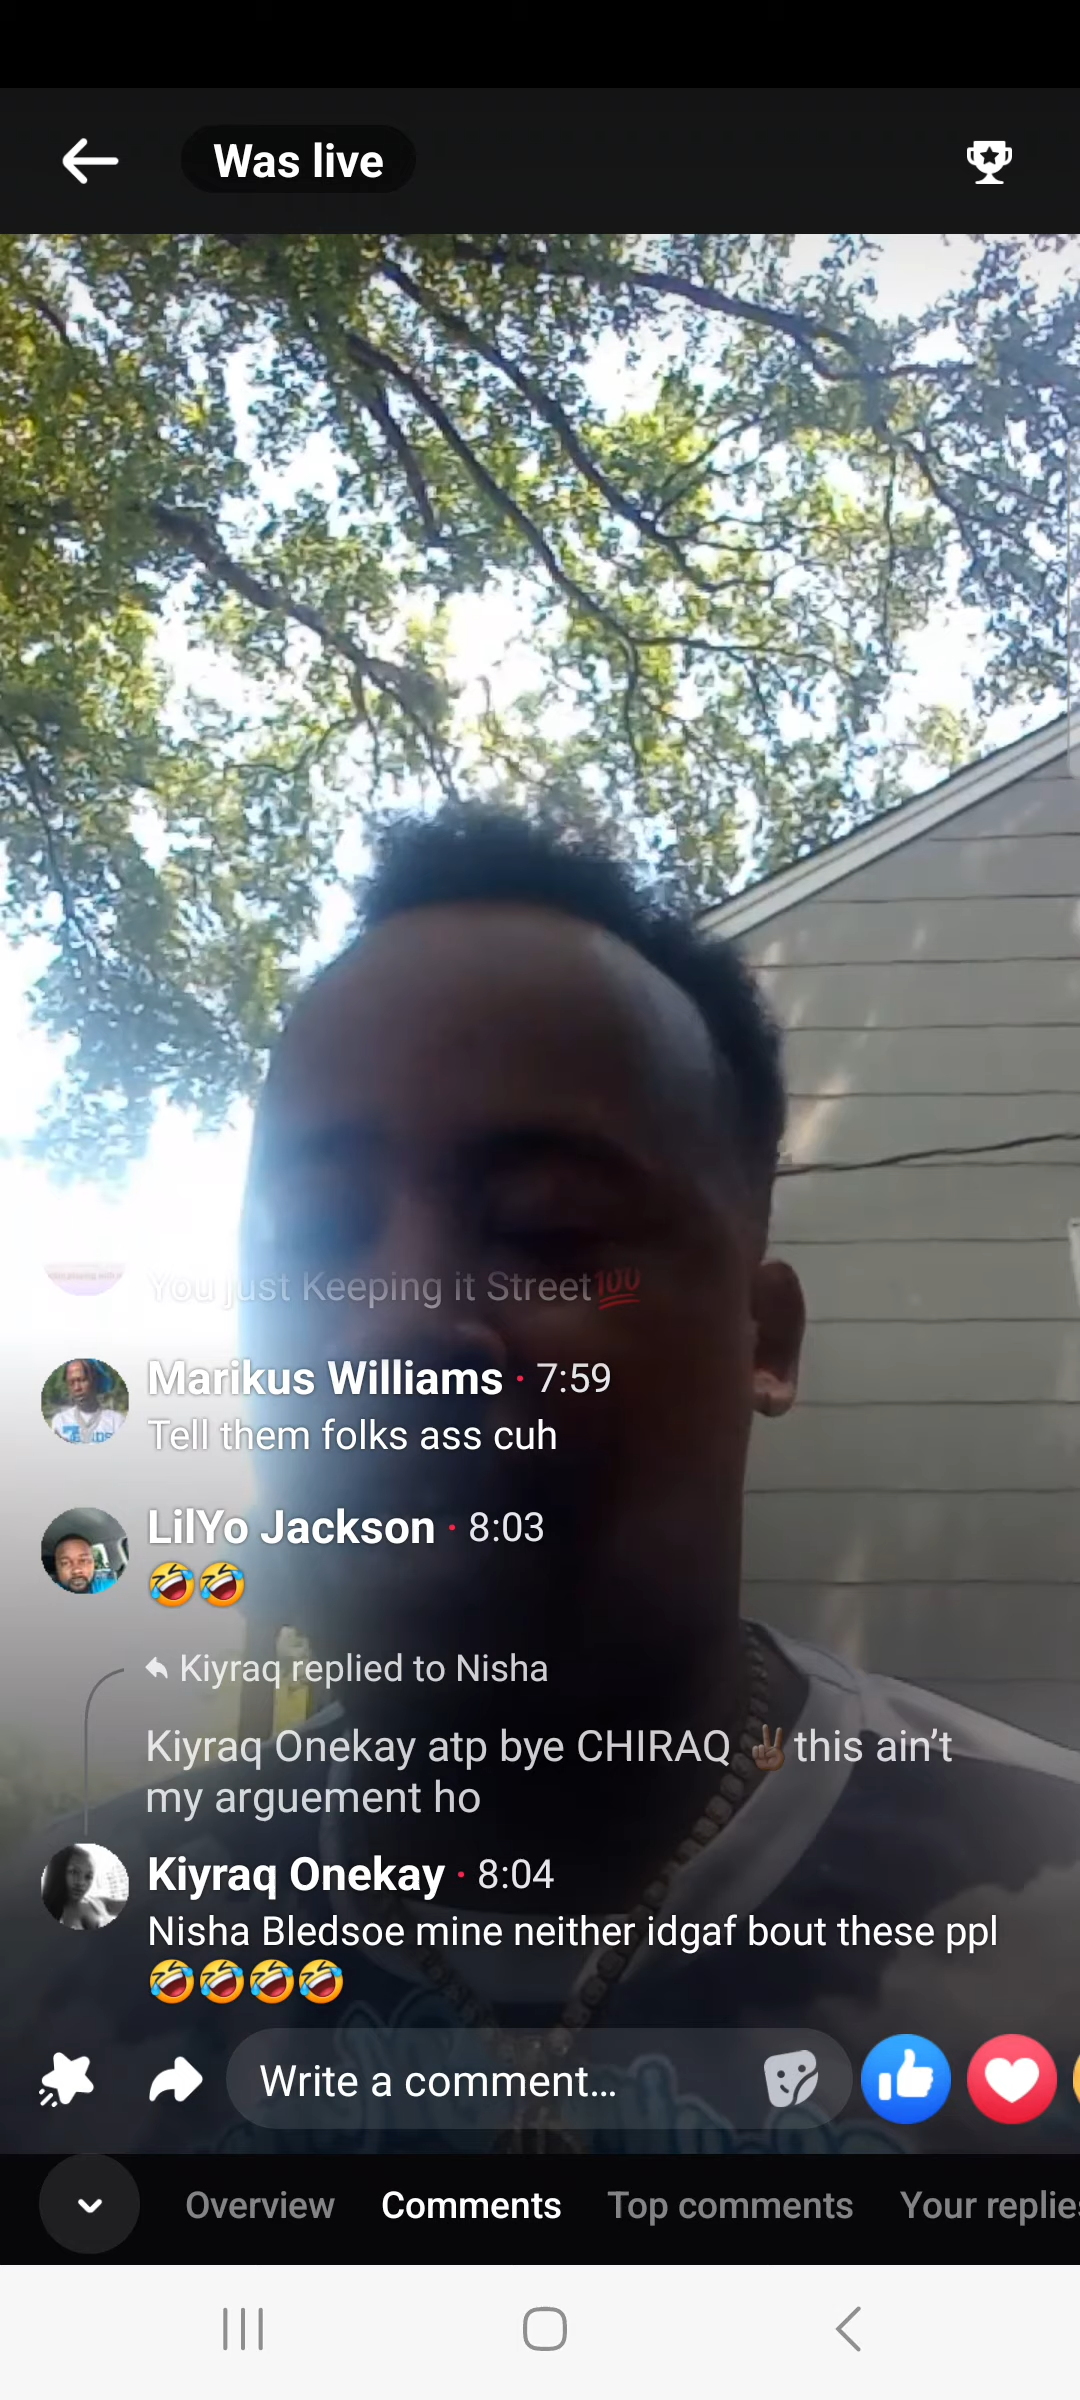 Was live
You just Keeping it Street💯
Marikus Williams · 7:59
Tell them folks ass cuh
LilYo Jackson · 8:03
🤣🤣
Kiyraq replied to Nisha
Kiyraq Onekay atp bye CHIRAQ ✌🏾 this ain't
my arguement ho
Kiyraq Onekay · 8:04
Nisha Bledsoe mine neither idgaf bout these ppl
🤣🤣🤣🤣
Write a comment...
Overview Comments Top comments Your replies